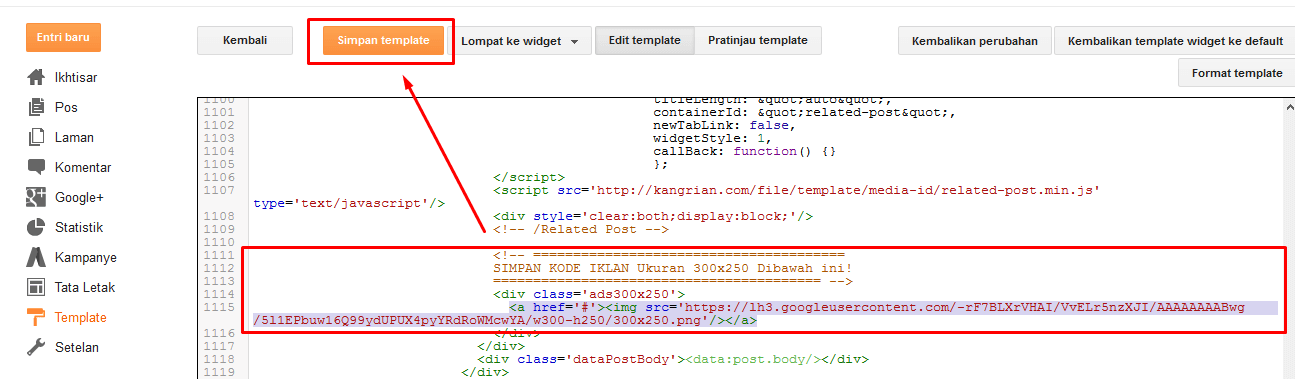 Entri baru
Kembali
Simpan template
Lompat ke widget
Edit template
Pratinjau template
Kembalikan perubahan
Kembalikan template widget ke default
Format template
Ikhtisar
Pos
Laman
Komentar
Google+
Statistik
Kampanye
Tata Letak
Template
Setelan
1100 titleLength: &quot;auto&quot;,
1101 containerId: &quot;related-post&quot;,
1102 newTabLink: false,
1103 widgetStyle: 1,
1104 callBack: function() {}
1105 };
1106 </script>
1107 <script src='http://kangrian.com/file/template/media-id/related-post.min.js'
type='text/javascript'/>
1108 <div style='clear:both;display:block;'/>
1109 <!-- /Related Post -->
1110
1111 <!-- =======================================
1112 SIMPAN KODE IKLAN Ukuran 300x250 Dibawah ini!
1113 ========================================= -->
1114 <div class='ads300x250'>
1115 <a href='#'><img src='https://lh3.googleusercontent.com/-rF7BLXrVHAI/VvELr5nzXJI/AAAAAAAABwg
/5l1EPbuw16Q99ydUPUX4pyYRdRoWMcwYA/w300-h250/300x250.png'/></a>
1116 </div>
1117 </div>
1118 <div class='dataPostBody'><data:post.body/></div>
1119 </div>